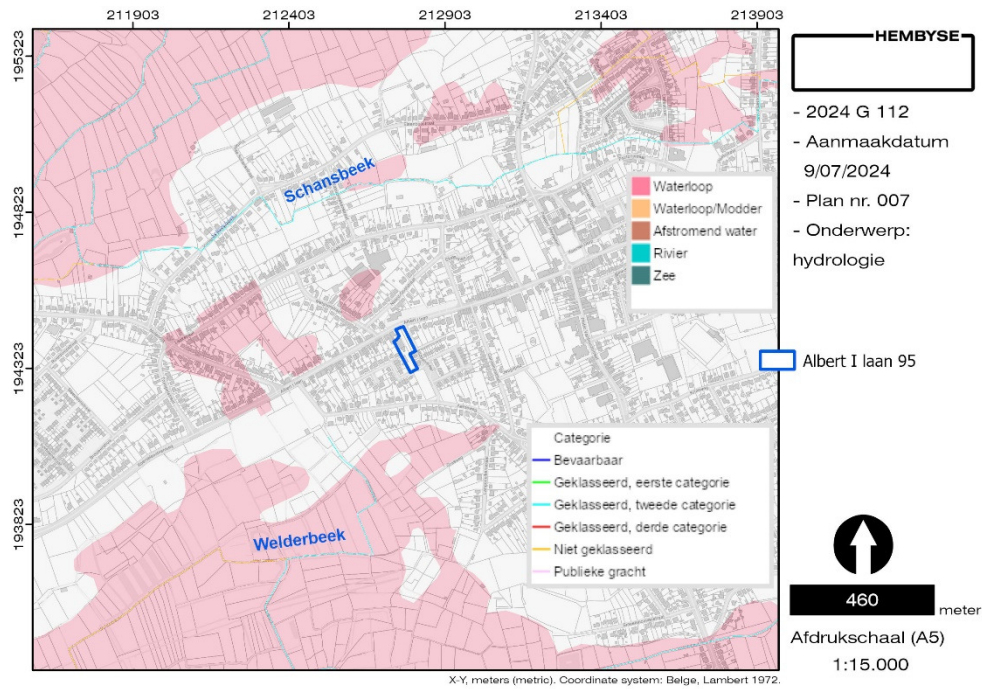 211903 212403 212903 213403 213903
195323
194823
194323
193823
Schansbeek
Welderbeek
Waterloop
Waterloop/Modder
Afstromend water
Rivier
Zee
Categorie
Bevaarbaar
Geklasseerd, eerste categorie
Geklasseerd, tweede categorie
Geklasseerd, derde categorie
Niet geklasseerd
Publieke gracht
X-Y, meters (metric). Coordinate system: Belge, Lambert 1972.
HEMBYSE
- 2024 G 112
- Aanmaakdatum
9/07/2024
- Plan nr. 007
- Onderwerp:
hydrologie
Albert I laan 95
460 meter
Afdrukschaal (A5)
1:15.000